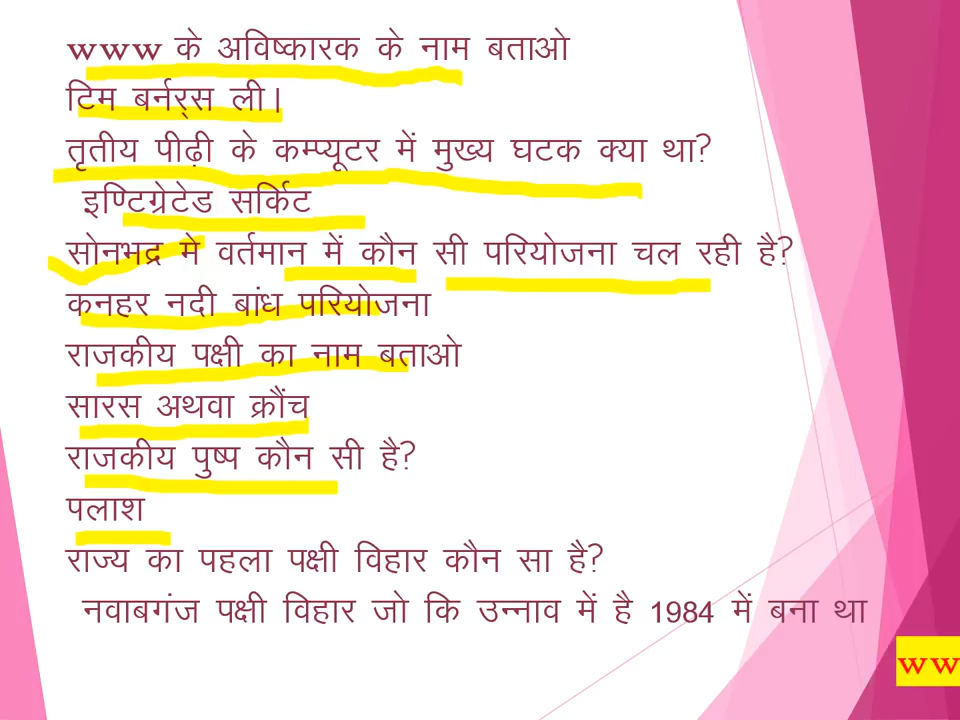 www के अविष्कारक के नाम बताओ
टिम बर्नर्स ली।
तृतीय पीढ़ी के कम्प्यूटर में मुख्य घटक क्या था?
इण्टिग्रेटेड सर्किट
सोनभद्र मे वर्तमान में कौन सी परियोजना चल रही है?
कनहर नदी बांध परियोजना
राजकीय पक्षी का नाम बताओ
सारस अथवा क्रौंच
राजकीय पुष्प कौन सी है?
पलाश
राज्य का पहला पक्षी विहार कौन सा है?
नवाबगंज पक्षी विहार जो कि उन्नाव में है 1984 में बना था
ww